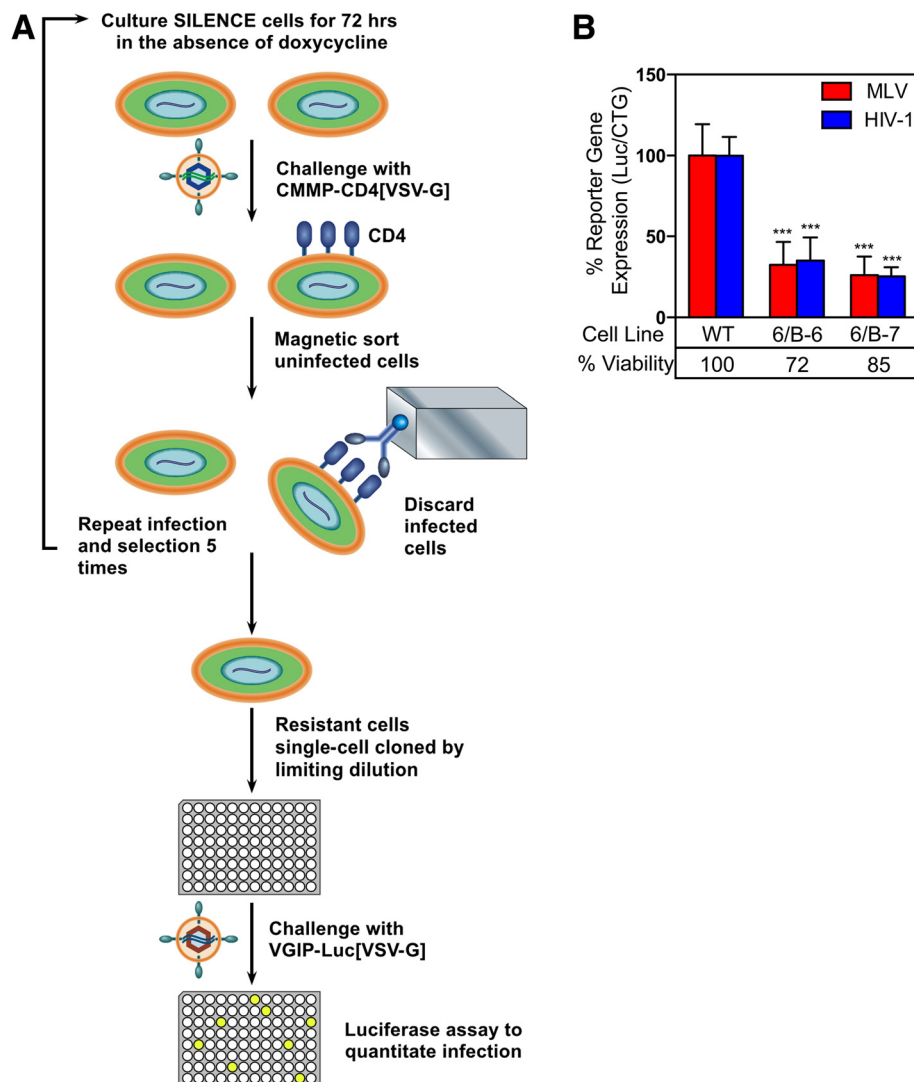 A
Culture SILENCE cells for 72 hrs
in the absence of doxycycline
Challenge with
CMMP-CD4[VSV-G]
CD4
Magnetic sort
uninfected cells
Discard
infected
cells
Repeat infection
and selection 5
times
Resistant cells
single-cell cloned by
limiting dilution
Challenge with
VGIP-Luc[VSV-G]
Luciferase assay to
quantitate infection
B
% Reporter Gene
Expression (Luc/CTG)
150
100
50
0
MLV
HIV-1
*** ***
*** ***
Cell Line WT 6/B-6 6/B-7
% Viability 100 72 85